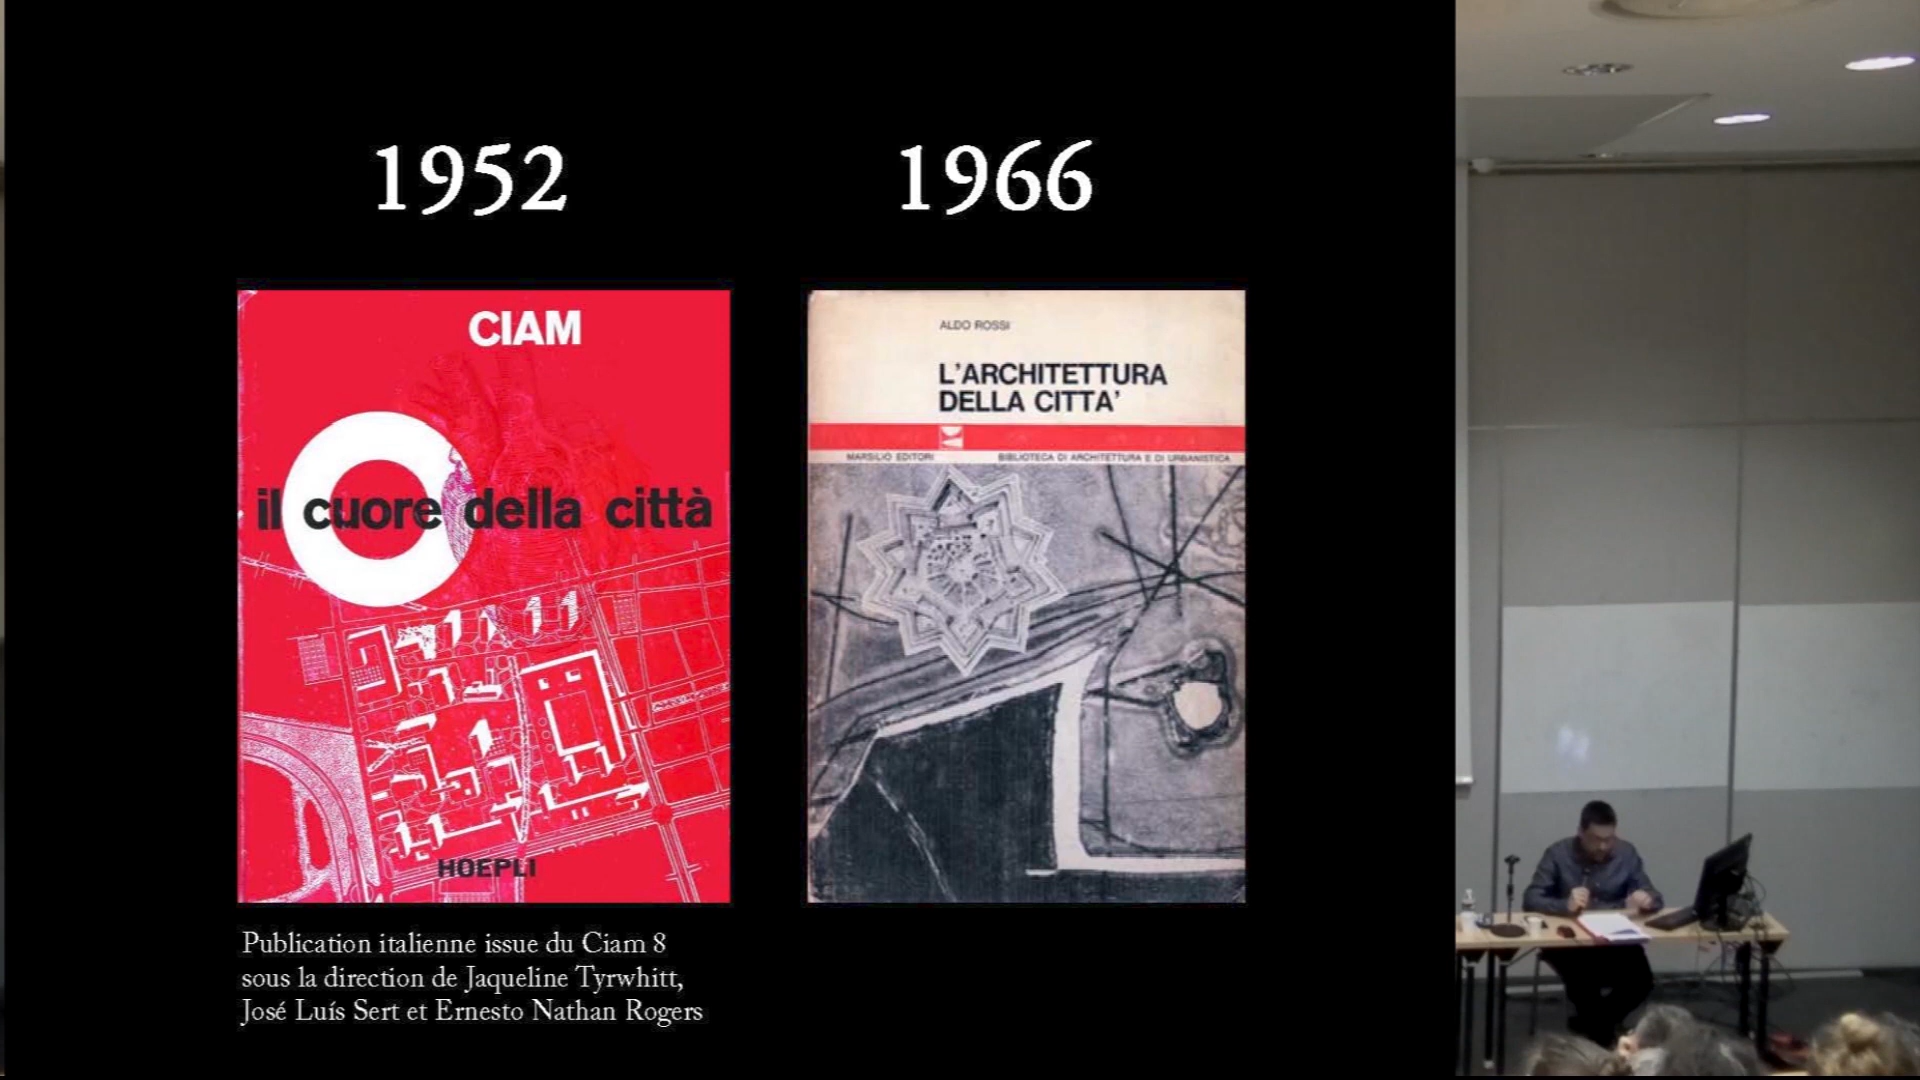 1952
1966
CIAM
il cuore della città
HOEPLI
ALDO ROSSI
L'ARCHITETTURA
DELLA CITTA'
MARSILIO EDITORI
BIBLIOTECA DI ARCHITETTURA E DI URBANISTICA
Publication italienne issue du Ciam 8
sous la direction de Jaqueline Tyrwhitt,
José Luís Sert et Ernesto Nathan Rogers